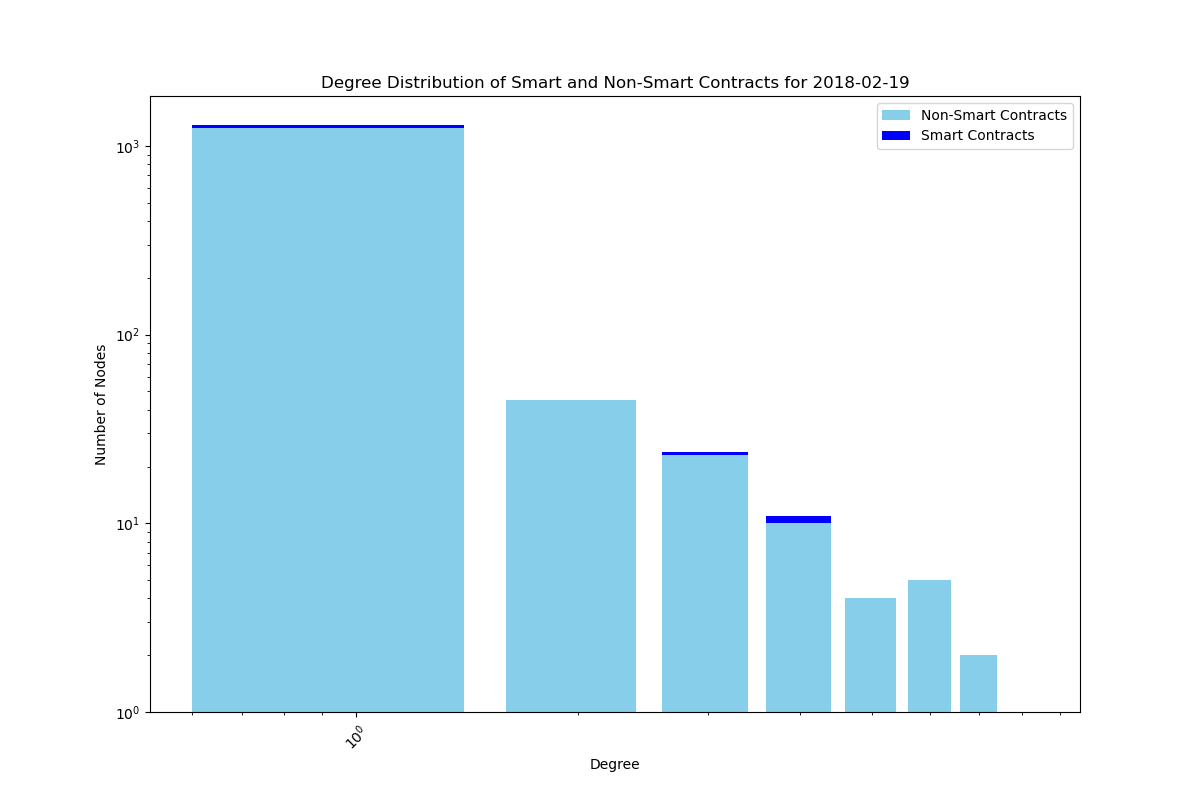 Degree Distribution of Smart and Non-Smart Contracts for 2018-02-19
Non-Smart Contracts
Smart Contracts
Number of Nodes
10³
10²
10¹
10⁰
10⁰
Degree